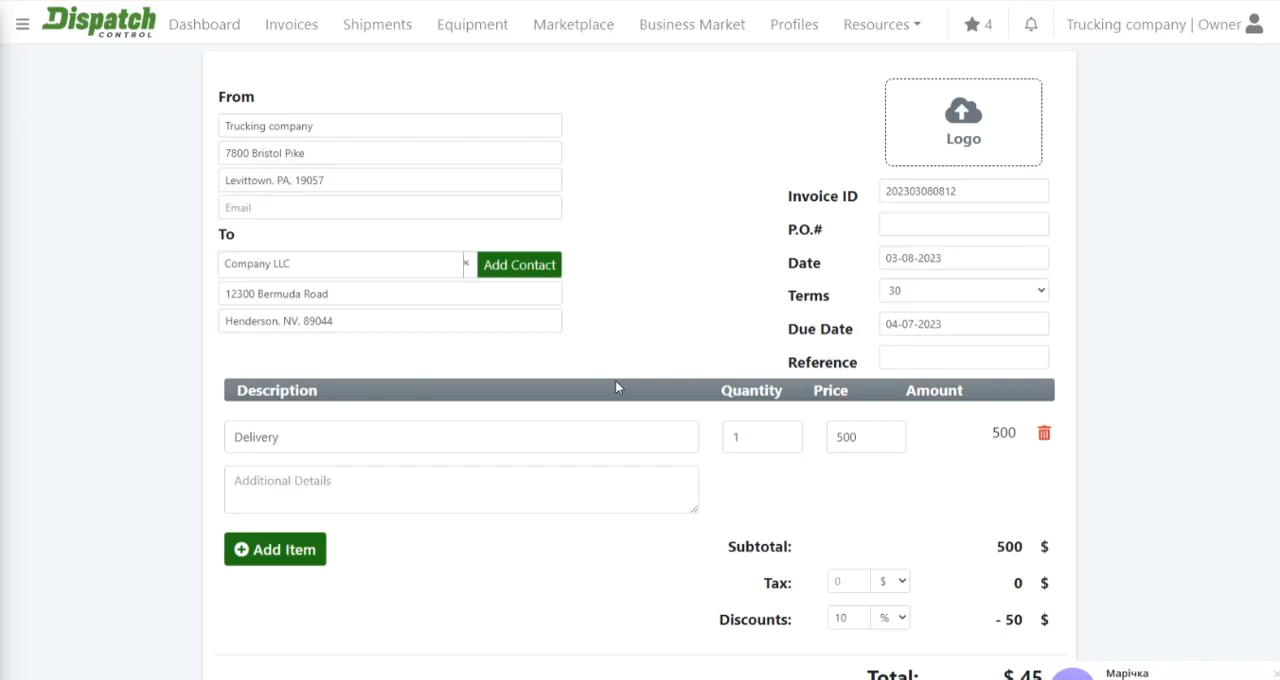 Dispatch
CONTROL
Dashboard
Invoices
Shipments
Equipment
Marketplace
Business Market
Profiles
Resources
4
Trucking company | Owner
From
Trucking company
7800 Bristol Pike
Levittown, PA, 19057
Email
To
Company LLC
×
Add Contact
12300 Bermuda Road
Henderson, NV, 89044
Logo
Invoice ID
202303080812
P.O.#
Date
03-08-2023
Terms
30
Due Date
04-07-2023
Reference
Description Quantity Price Amount
Delivery 1 500 500
Additional Details
Add Item
Subtotal: 500 $
Tax: 0 $ 0 $
Discounts: 10 % - 50 $
Total: $ 45
Марічка